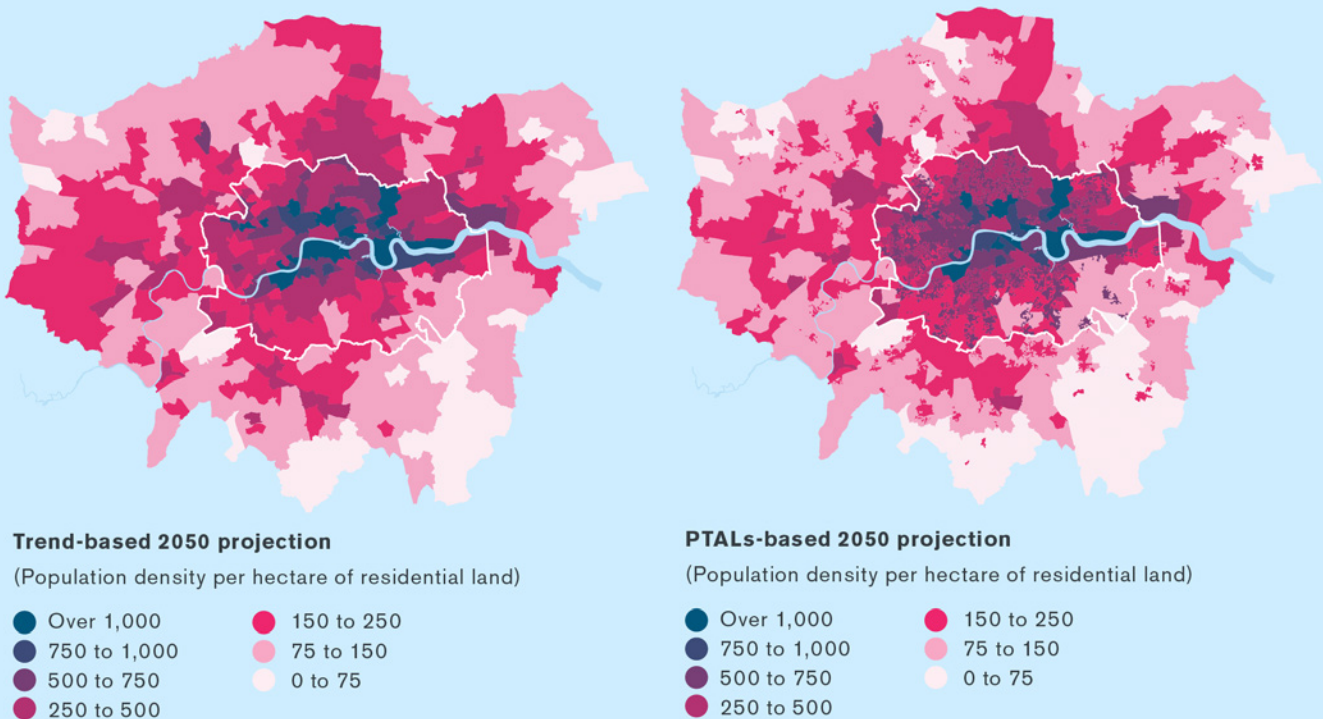 Trend-based 2050 projection
(Population density per hectare of residential land)
Over 1,000
750 to 1,000
500 to 750
250 to 500
150 to 250
75 to 150
0 to 75
PTALs-based 2050 projection
(Population density per hectare of residential land)
Over 1,000
750 to 1,000
500 to 750
250 to 500
150 to 250
75 to 150
0 to 75